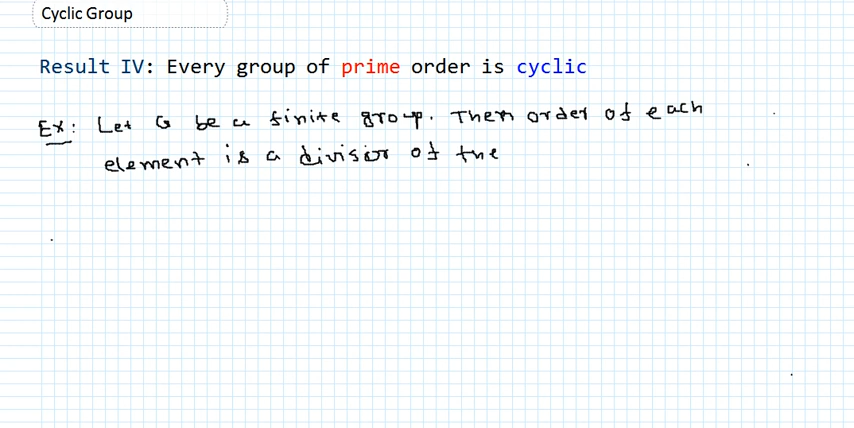 Cyclic Group
Result IV: Every group of prime order is cyclic
Ex: Let G be a finite group. Then order of each
element is a divisor of the